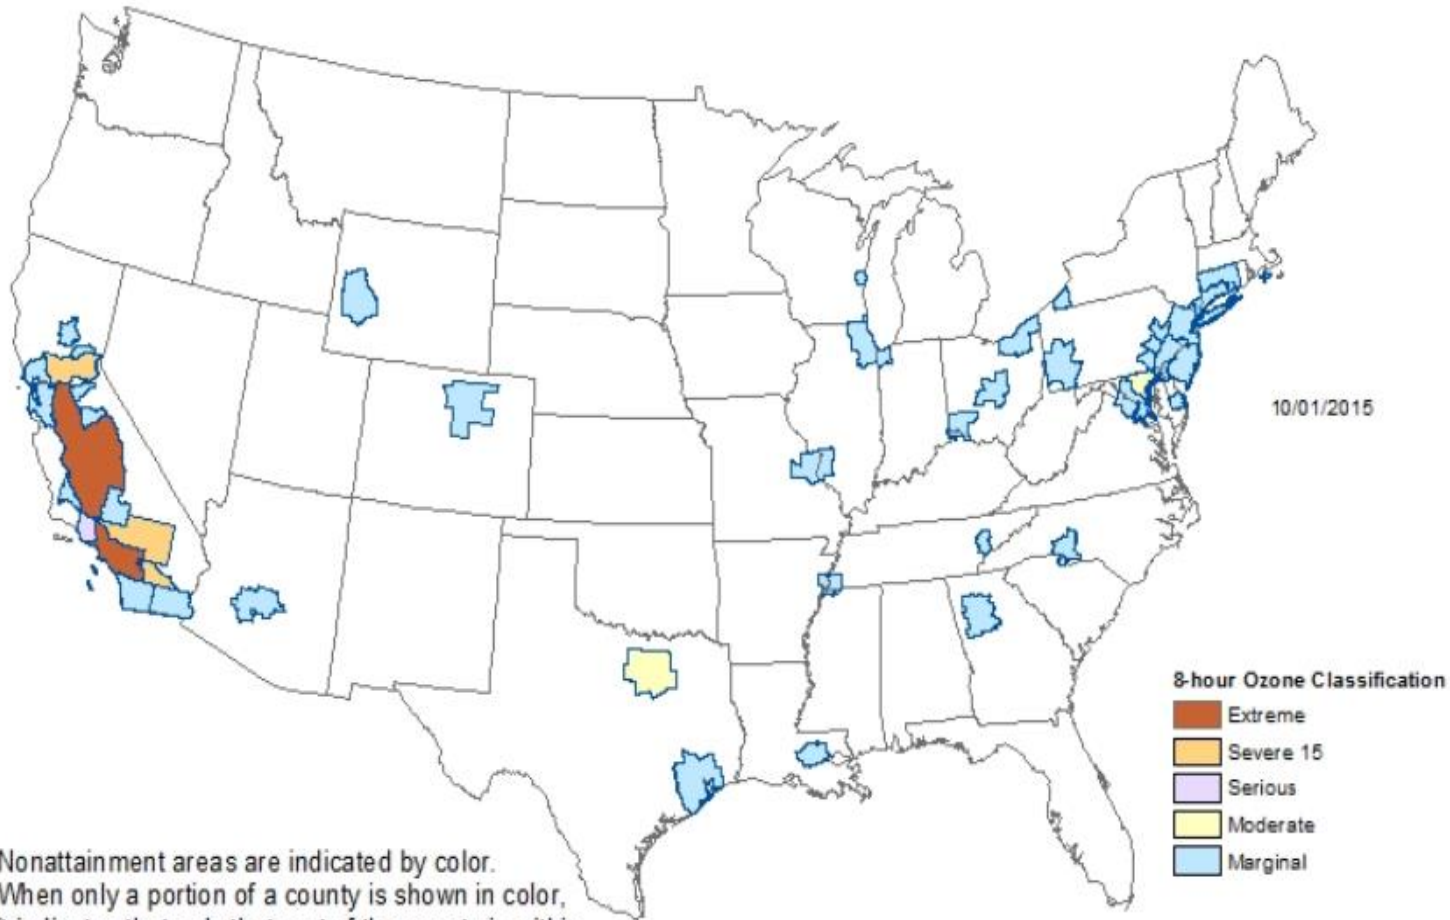 10/01/2015
8-hour Ozone Classification
Extreme
Severe 15
Serious
Moderate
Marginal
Nonattainment areas are indicated by color.
When only a portion of a county is shown in color,